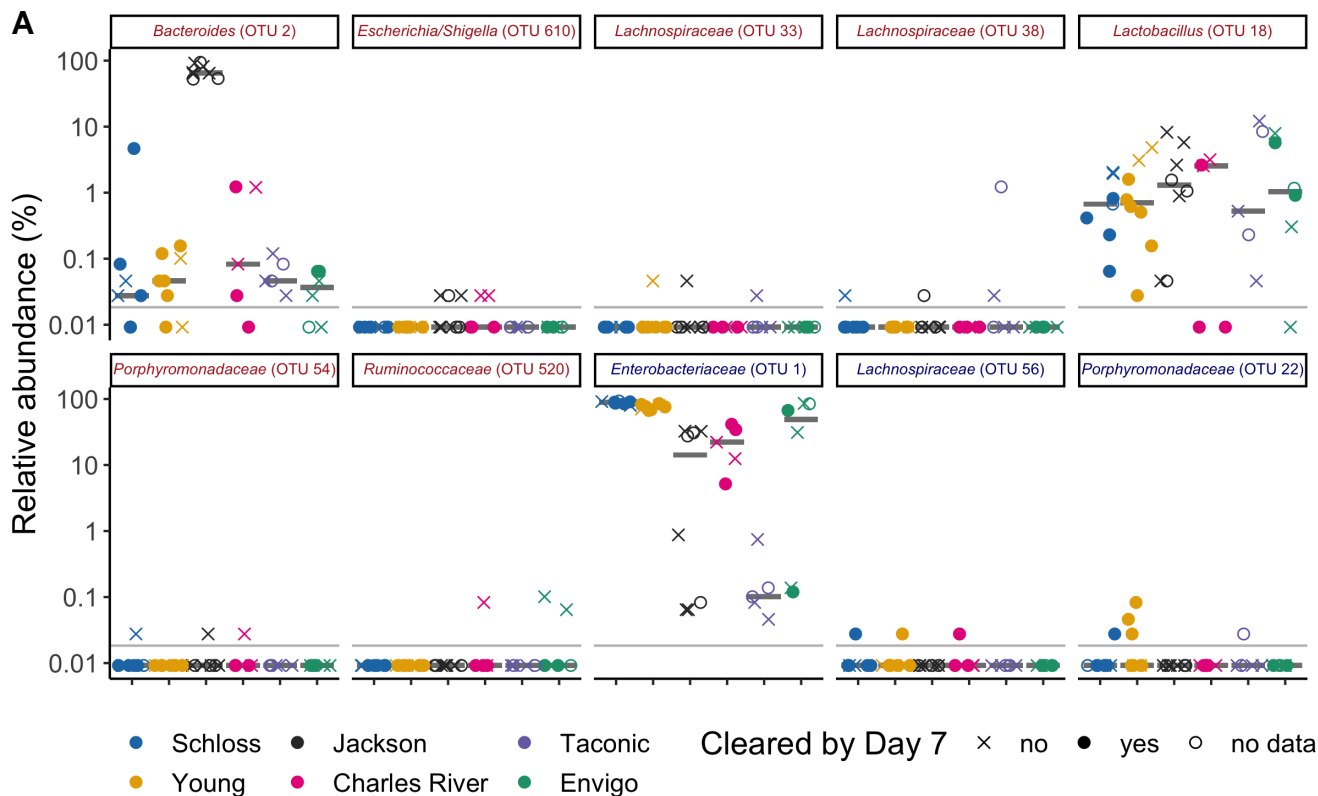 A
Bacteroides (OTU 2) Escherichia/Shigella (OTU 610) Lachnospiraceae (OTU 33) Lachnospiraceae (OTU 38) Lactobacillus (OTU 18)
100
10
1
0.1
0.01
Relative abundance (%)
Porphyromonadaceae (OTU 54) Ruminococcaceae (OTU 520) Enterobacteriaceae (OTU 1) Lachnospiraceae (OTU 56) Porphyromonadaceae (OTU 22)
100
10
1
0.1
0.01
Schloss Jackson Taconic Cleared by Day 7 no yes no data
Young Charles River Envigo